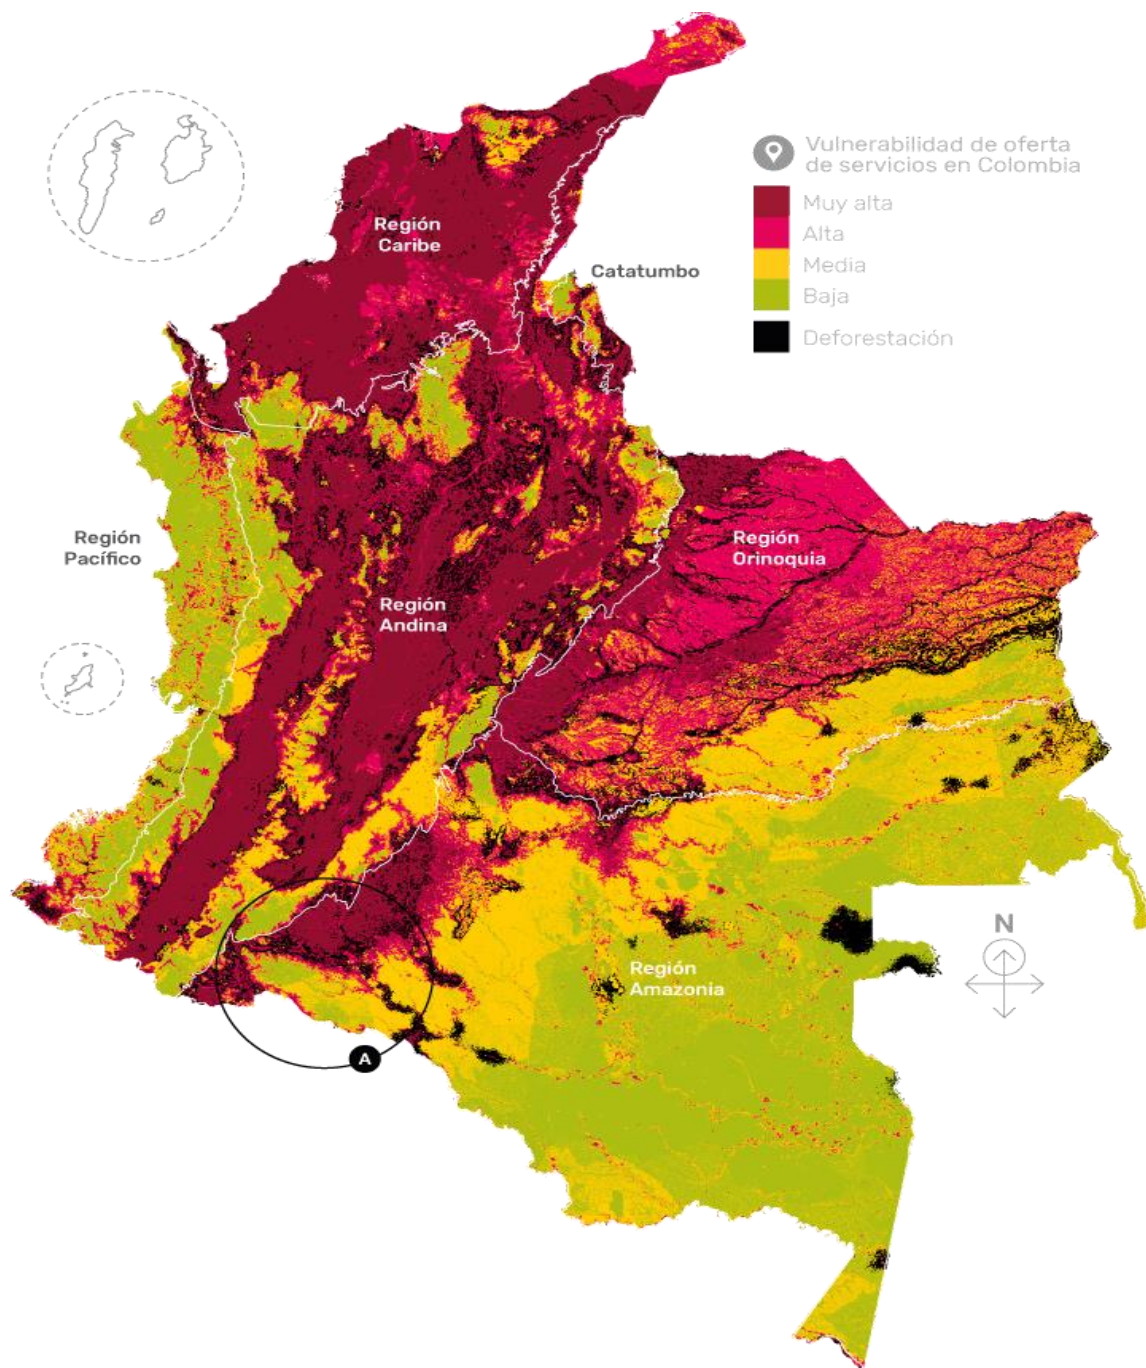 Vulnerabilidad de oferta
de servicios en Colombia
Muy alta
Alta
Media
Baja
Deforestación
Región
Caribe
Catatumbo
Región
Pacífico
Región
Orinoquia
Región
Andina
Región
Amazonia
N
A